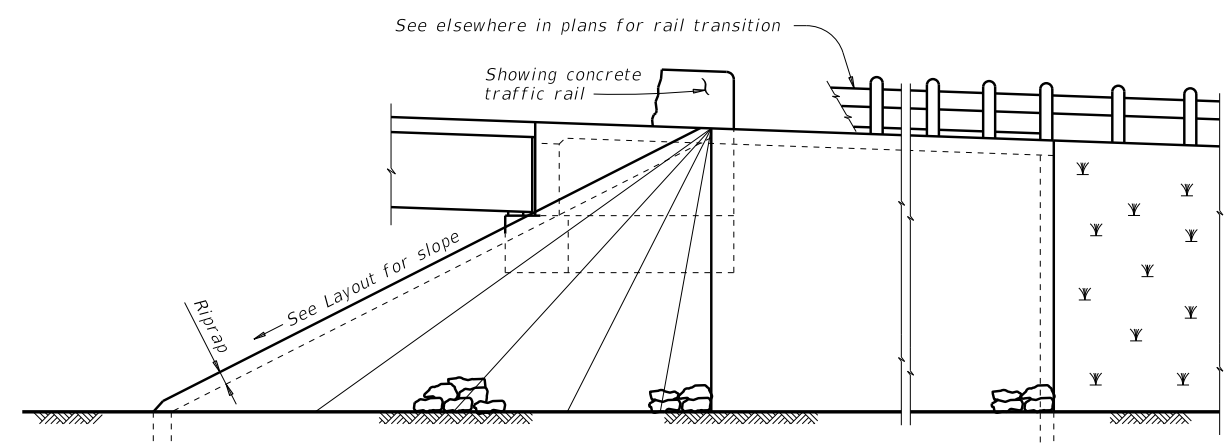 See elsewhere in plans for rail transition
Showing concrete
traffic rail
See Layout for slope
Riprap